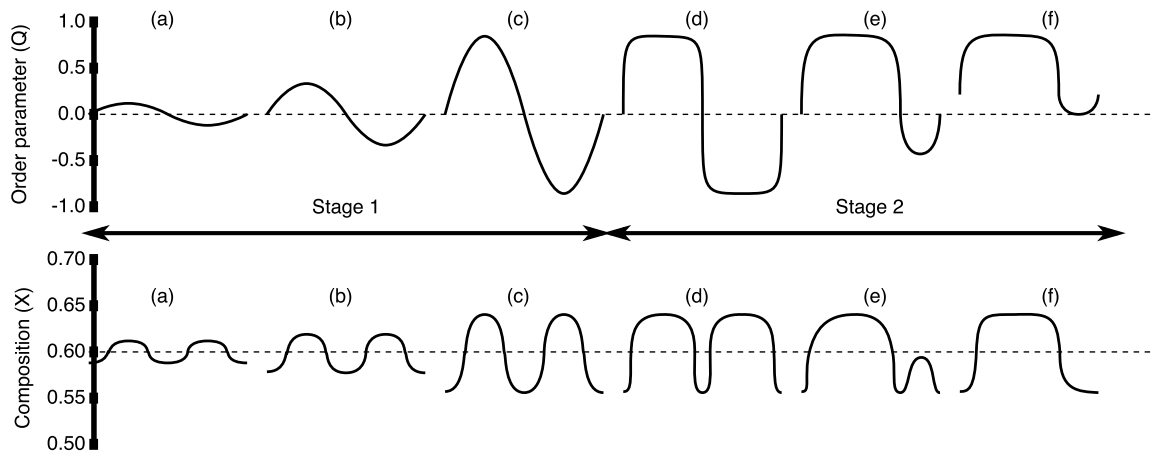 Order parameter (Q)
1.0
0.5
0.0
-0.5
-1.0
(a) (b) (c) (d) (e) (f)
Stage 1 Stage 2
Composition (X)
0.70
0.65
0.60
0.55
0.50
(a) (b) (c) (d) (e) (f)